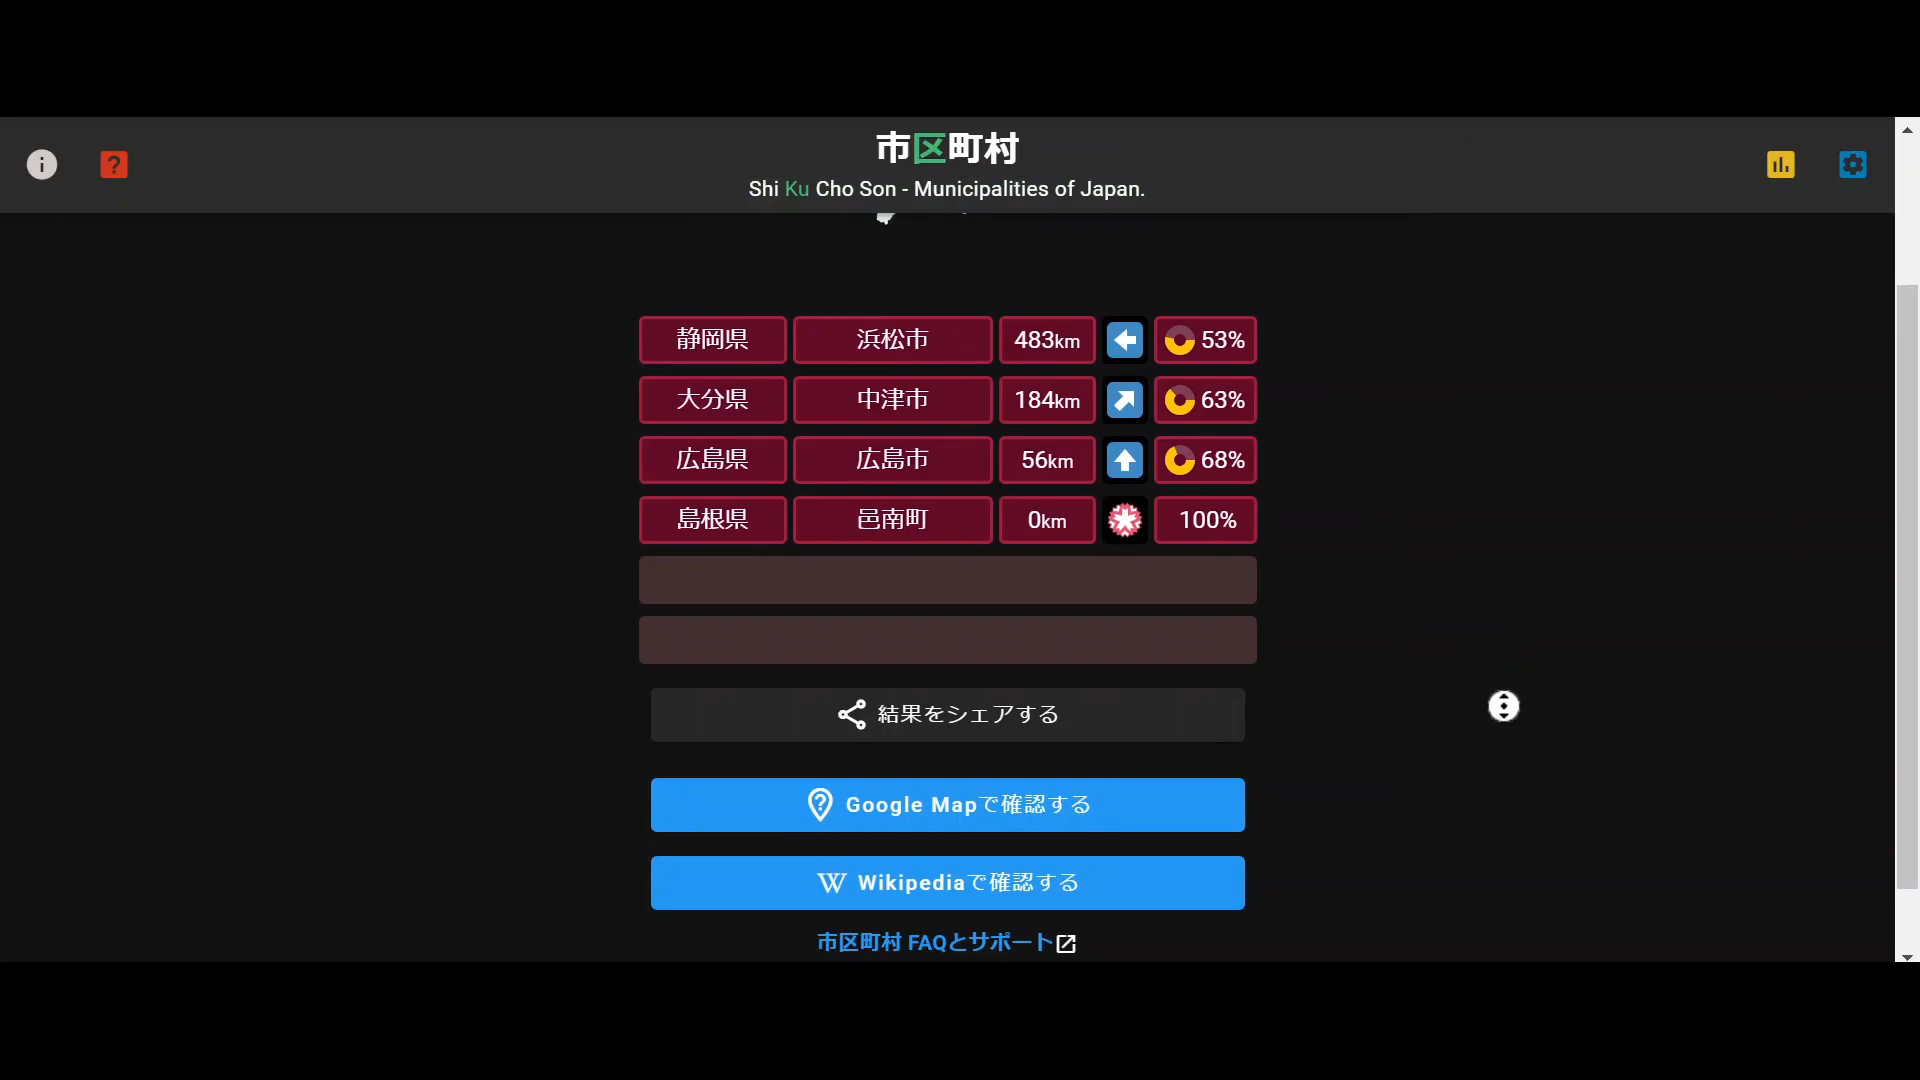 市区町村
Shi Ku Cho Son - Municipalities of Japan.
静岡県 浜松市 483km 53%
大分県 中津市 184km 63%
広島県 広島市 56km 68%
島根県 邑南町 0km 100%
結果をシェアする
Google Mapで確認する
Wikipediaで確認する
市区町村 FAQとサポート